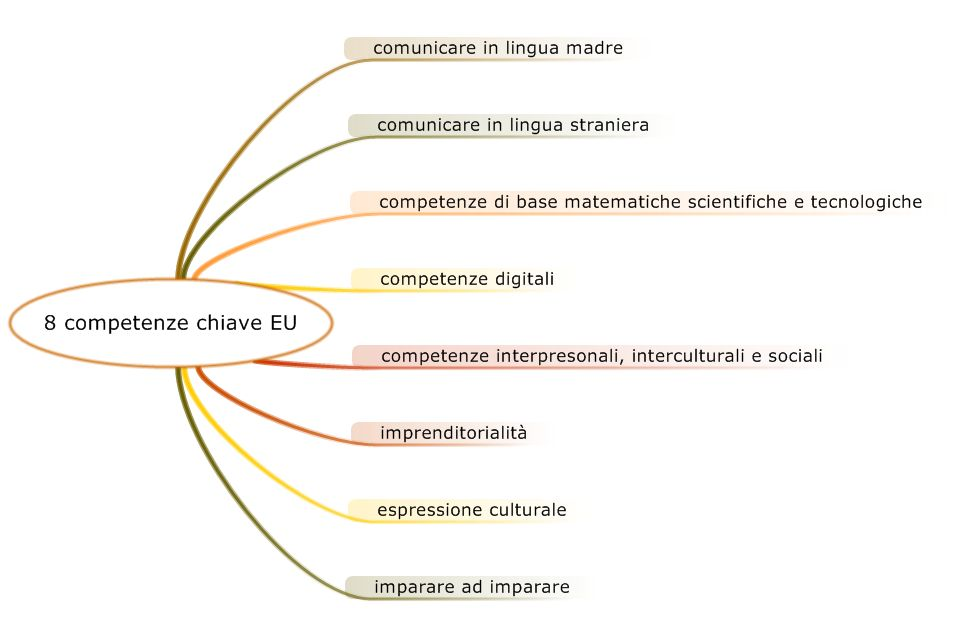 comunicare in lingua madre
comunicare in lingua straniera
competenze di base matematiche scientifiche e tecnologiche
competenze digitali
8 competenze chiave EU
competenze interpresonali, interculturali e sociali
imprenditorialità
espressione culturale
imparare ad imparare